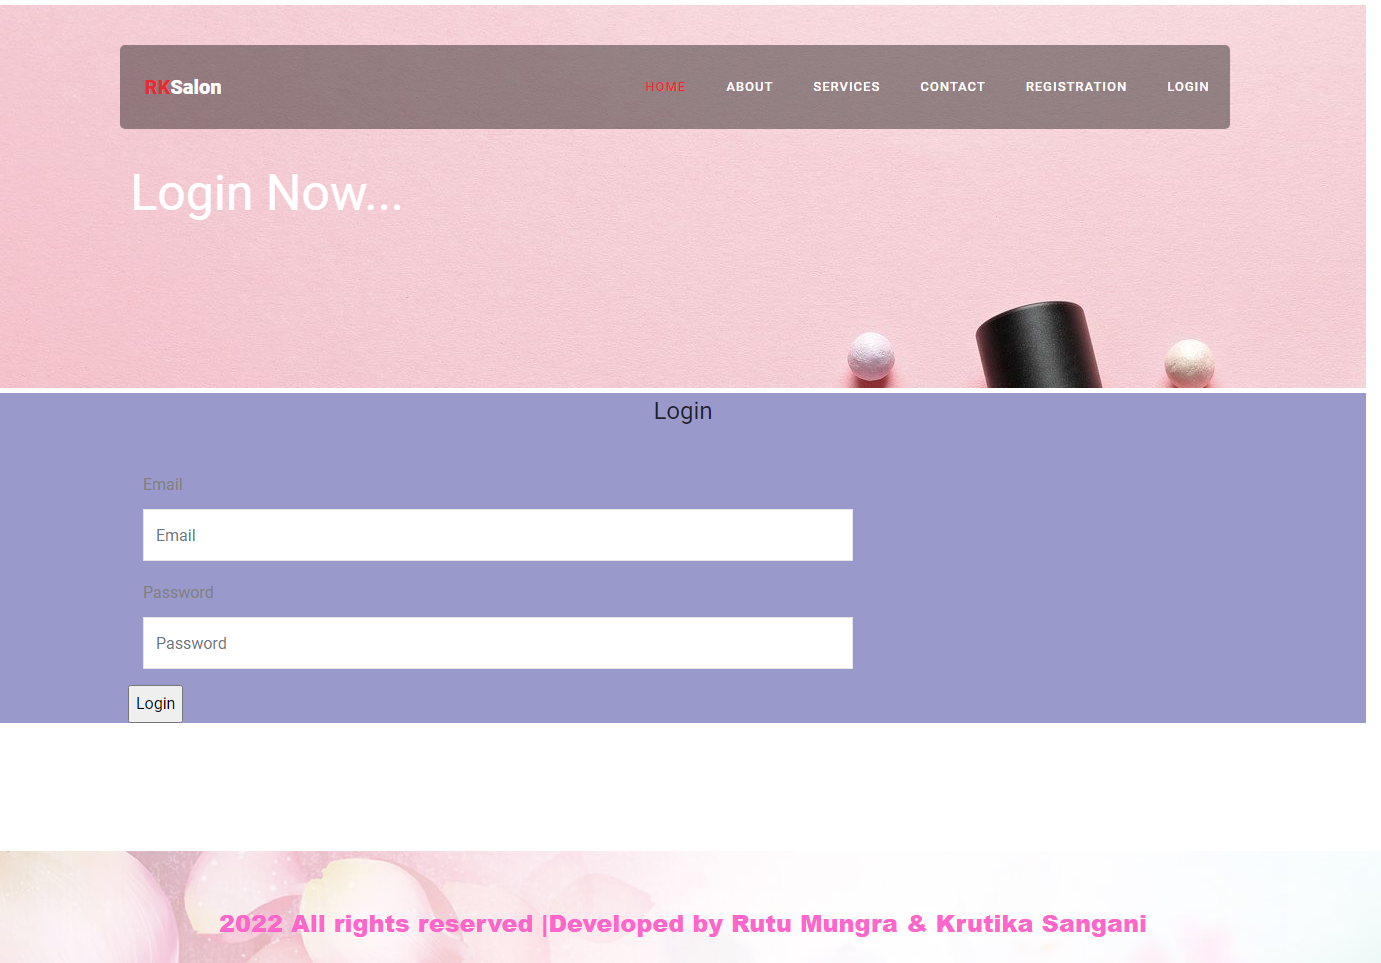 RKSalon HOME ABOUT SERVICES CONTACT REGISTRATION LOGIN
Login Now...
Login
Email
Email
Password
Password
Login
2022 All rights reserved |Developed by Rutu Mungra & Krutika Sangani